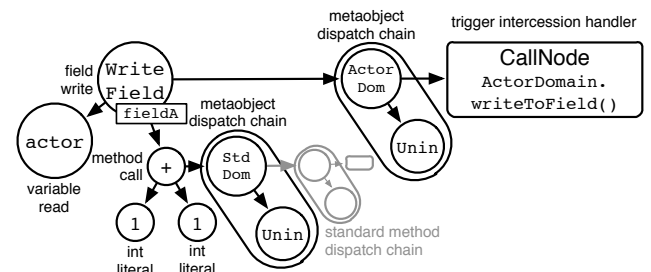 metaobject
dispatch chain
trigger intercession handler
field
write
Write
Field
fieldA
Actor
Dom
CallNode
ActorDomain.
writeToField()
metaobject
dispatch chain
actor
variable
read
method
call
+
Std
Dom
Unin
1
1
Unin
int
literal
int
literal
standard method
dispatch chain